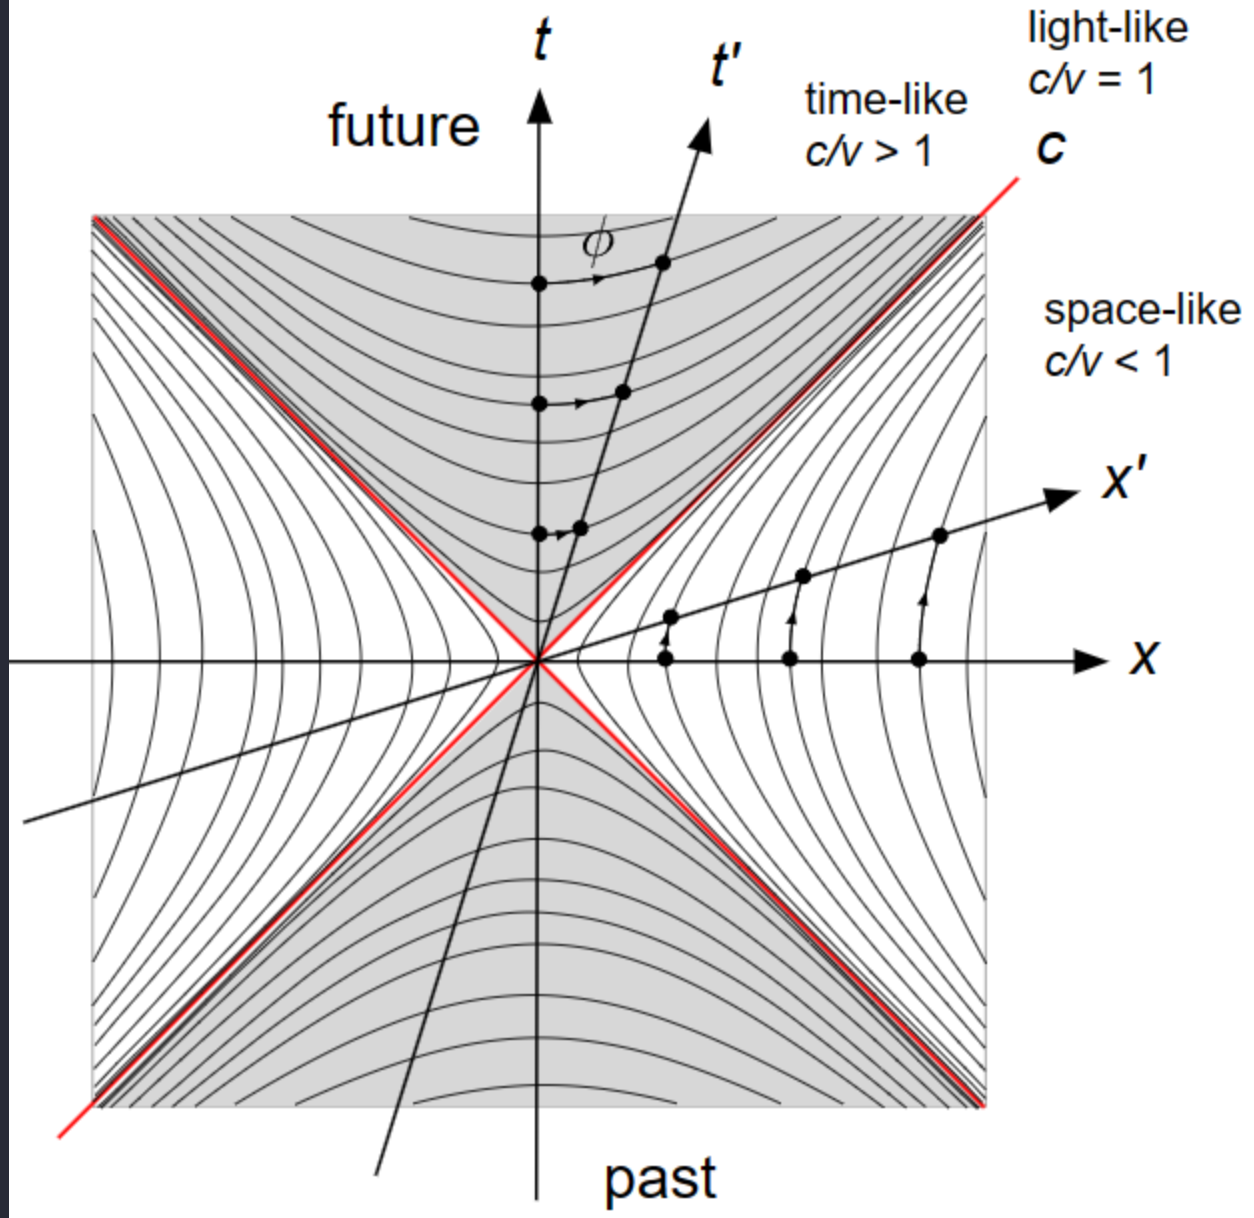 light-like
c/v = 1
t
t'
time-like
c/v > 1
future
c
ϕ
space-like
c/v < 1
x'
x
past